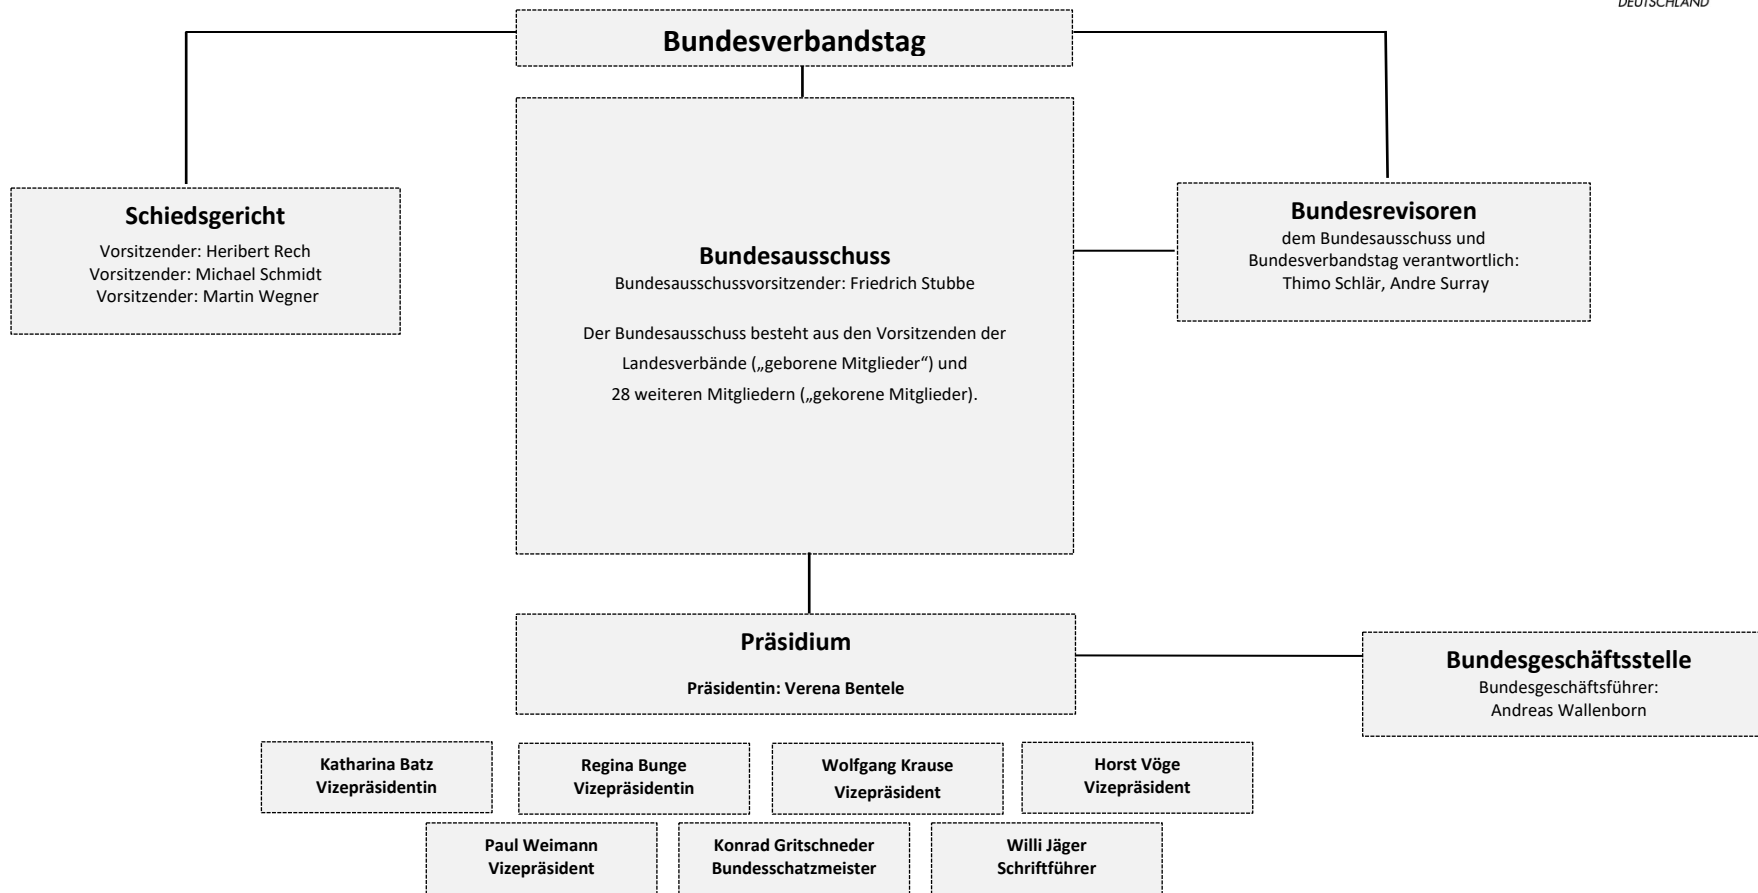 DEUTSCHLAND
Bundesverbandstag
Schiedsgericht
Vorsitzender: Heribert Rech
Vorsitzender: Michael Schmidt
Vorsitzender: Martin Wegner
Bundesausschuss
Bundesausschussvorsitzender: Friedrich Stubbe
Der Bundesausschuss besteht aus den Vorsitzenden der
Landesverbände („geborene Mitglieder“) und
28 weiteren Mitgliedern („gekorene Mitglieder).
Bundesrevisoren
dem Bundesausschuss und
Bundesverbandstag verantwortlich:
Thimo Schlär, Andre Surray
Präsidium
Präsidentin: Verena Bentele
Bundesgeschäftsstelle
Bundesgeschäftsführer:
Andreas Wallenborn
Katharina Batz
Vizepräsidentin
Regina Bunge
Vizepräsidentin
Wolfgang Krause
Vizepräsident
Horst Vöge
Vizepräsident
Paul Weimann
Vizepräsident
Konrad Gritschneder
Bundesschatzmeister
Willi Jäger
Schriftführer